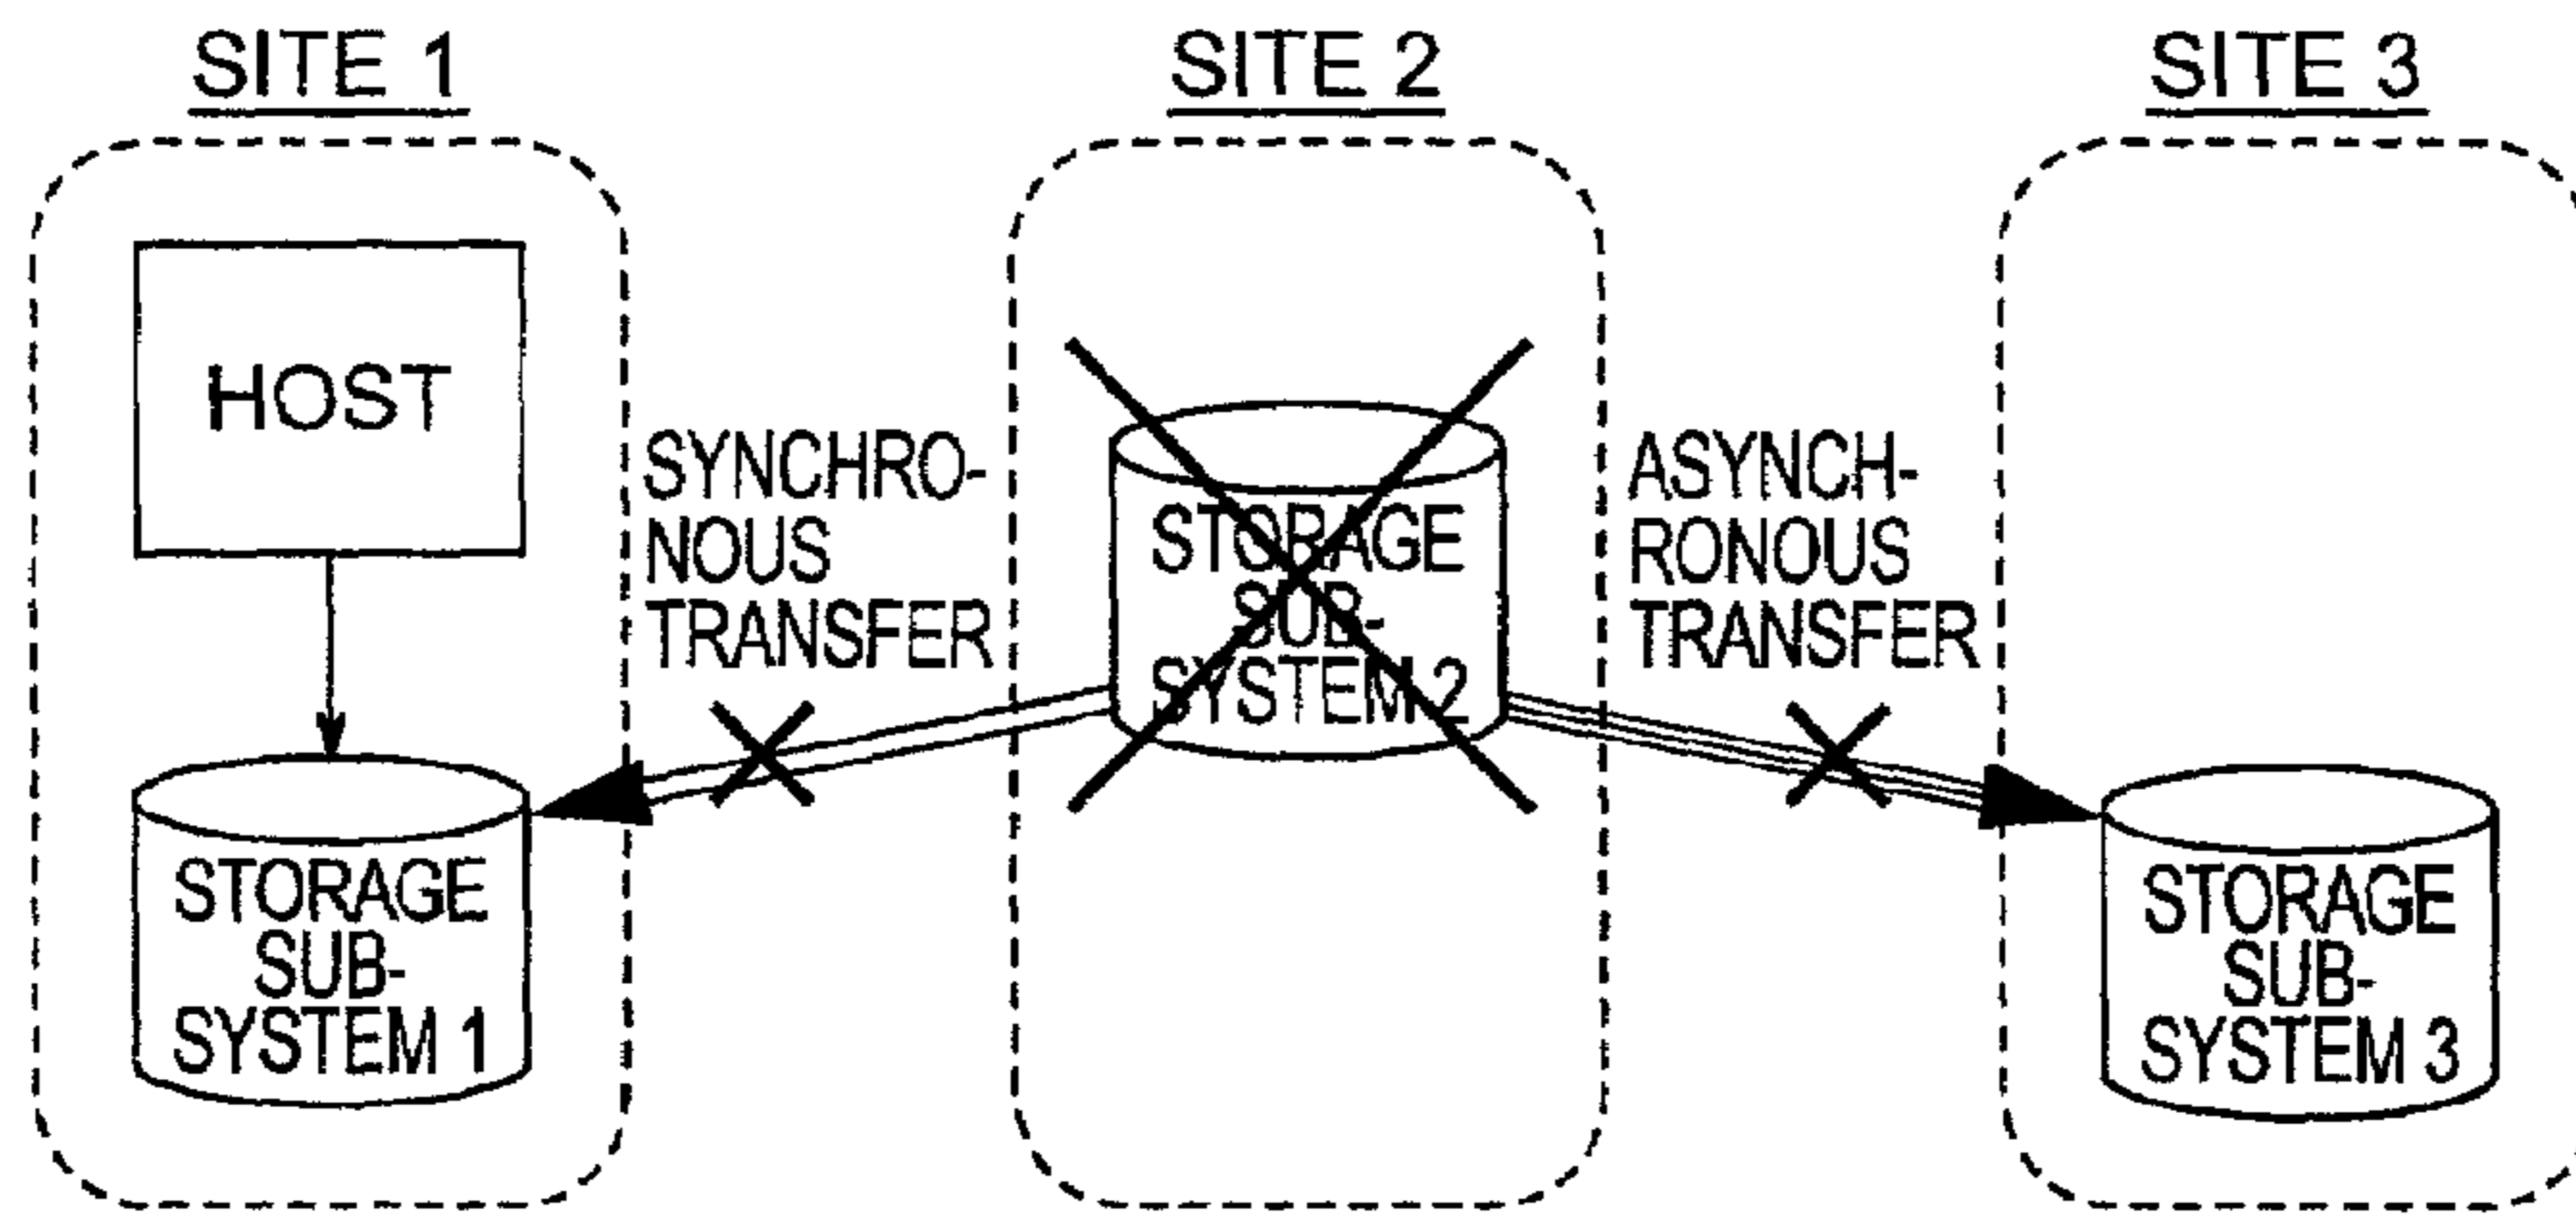 SITE 1
SITE 2
SITE 3
HOST
SYNCHRO-
NOUS
TRANSFER
STORAGE
SUB-
SYSTEM 2
ASYNCH-
RONOUS
TRANSFER
STORAGE
SUB-
SYSTEM 1
STORAGE
SUB-
SYSTEM 3